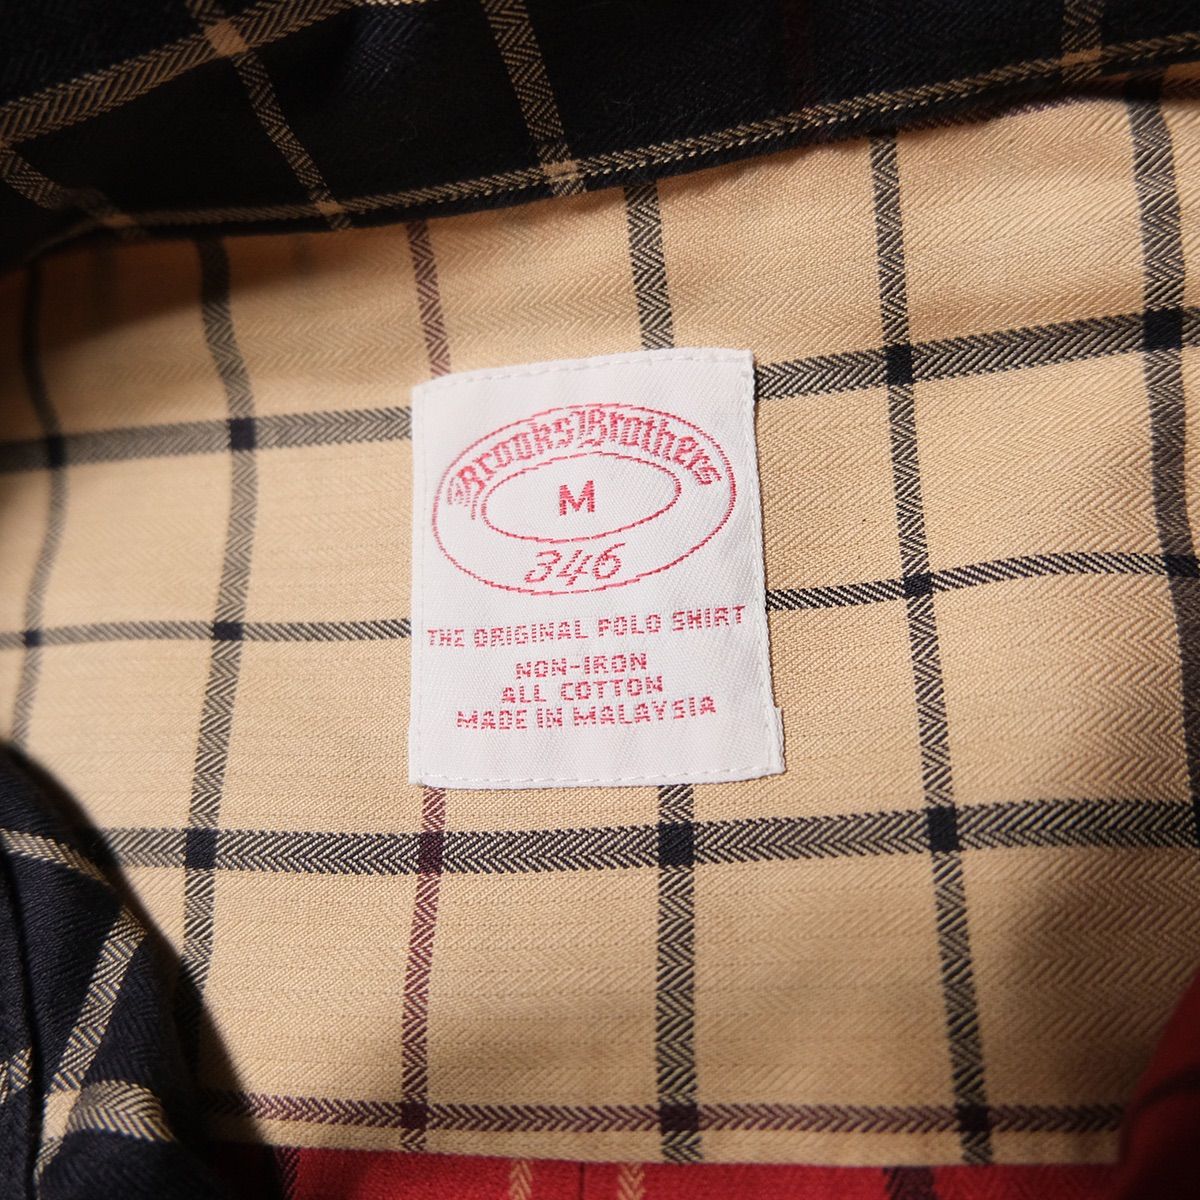 Brooks Brothers
M
346
THE ORIGINAL POLO SHIRT
NON-IRON
ALL COTTON
MADE IN MALAYSIA